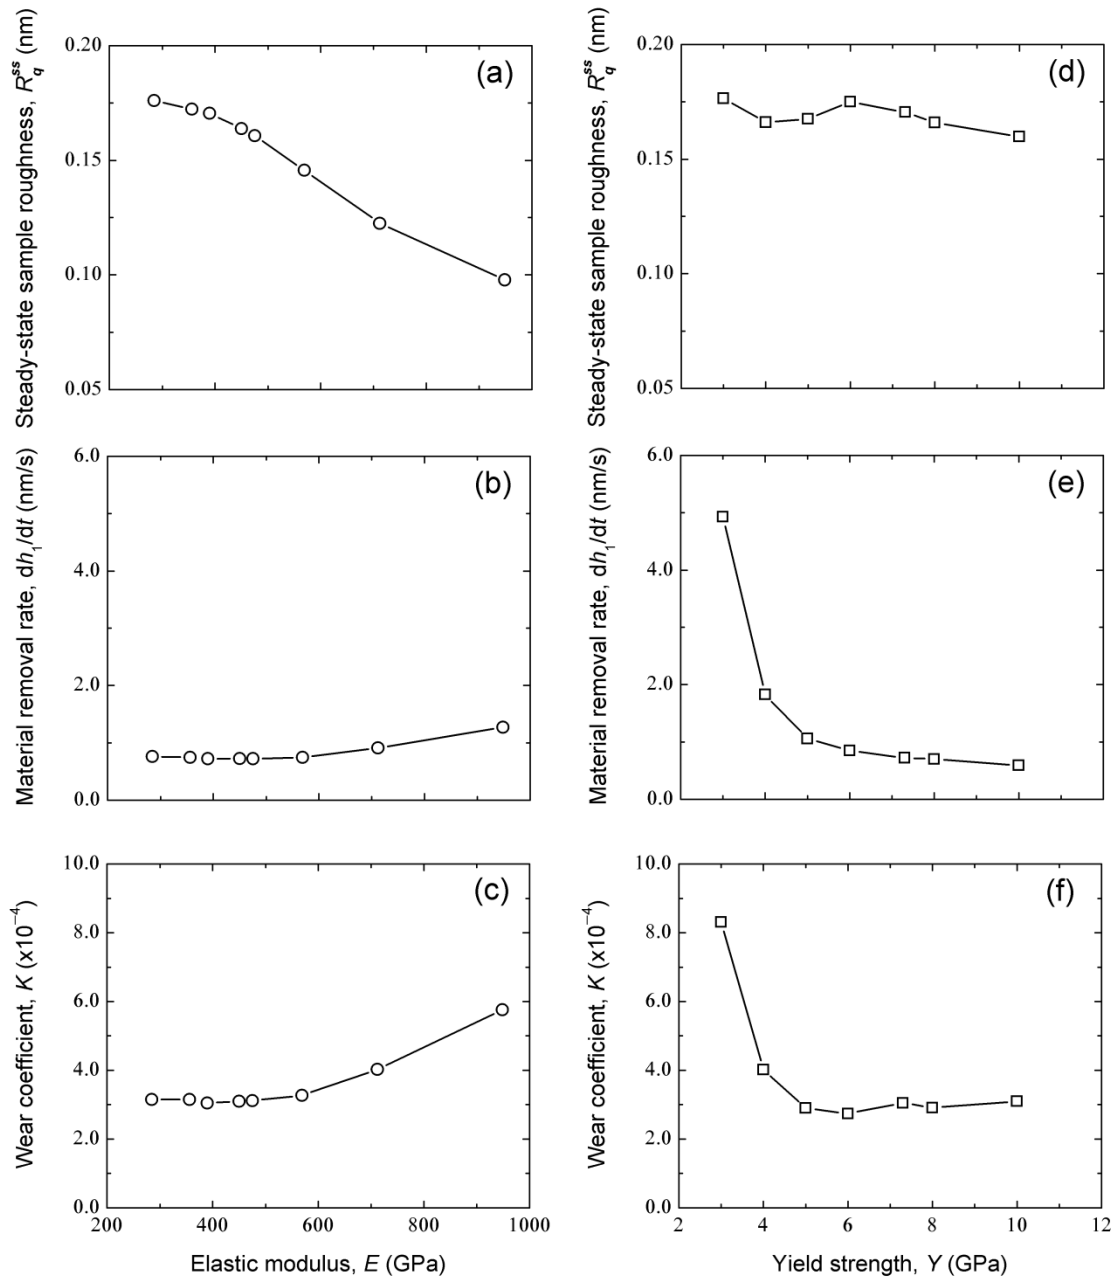 Steady-state sample roughness, R_q^ss (nm)
0.20
0.15
0.10
0.05
(a)
Steady-state sample roughness, R_q^ss (nm)
0.20
0.15
0.10
0.05
(d)
Material removal rate, dh₁/dt (nm/s)
6.0
4.0
2.0
0.0
(b)
Material removal rate, dh₁/dt (nm/s)
6.0
4.0
2.0
0.0
(e)
Wear coefficient, K (x10⁻⁴)
10.0
8.0
6.0
4.0
2.0
0.0
(c)
200 400 600 800 1000
Elastic modulus, E (GPa)
Wear coefficient, K (x10⁻⁴)
10.0
8.0
6.0
4.0
2.0
0.0
(f)
2 4 6 8 10 12
Yield strength, Y (GPa)